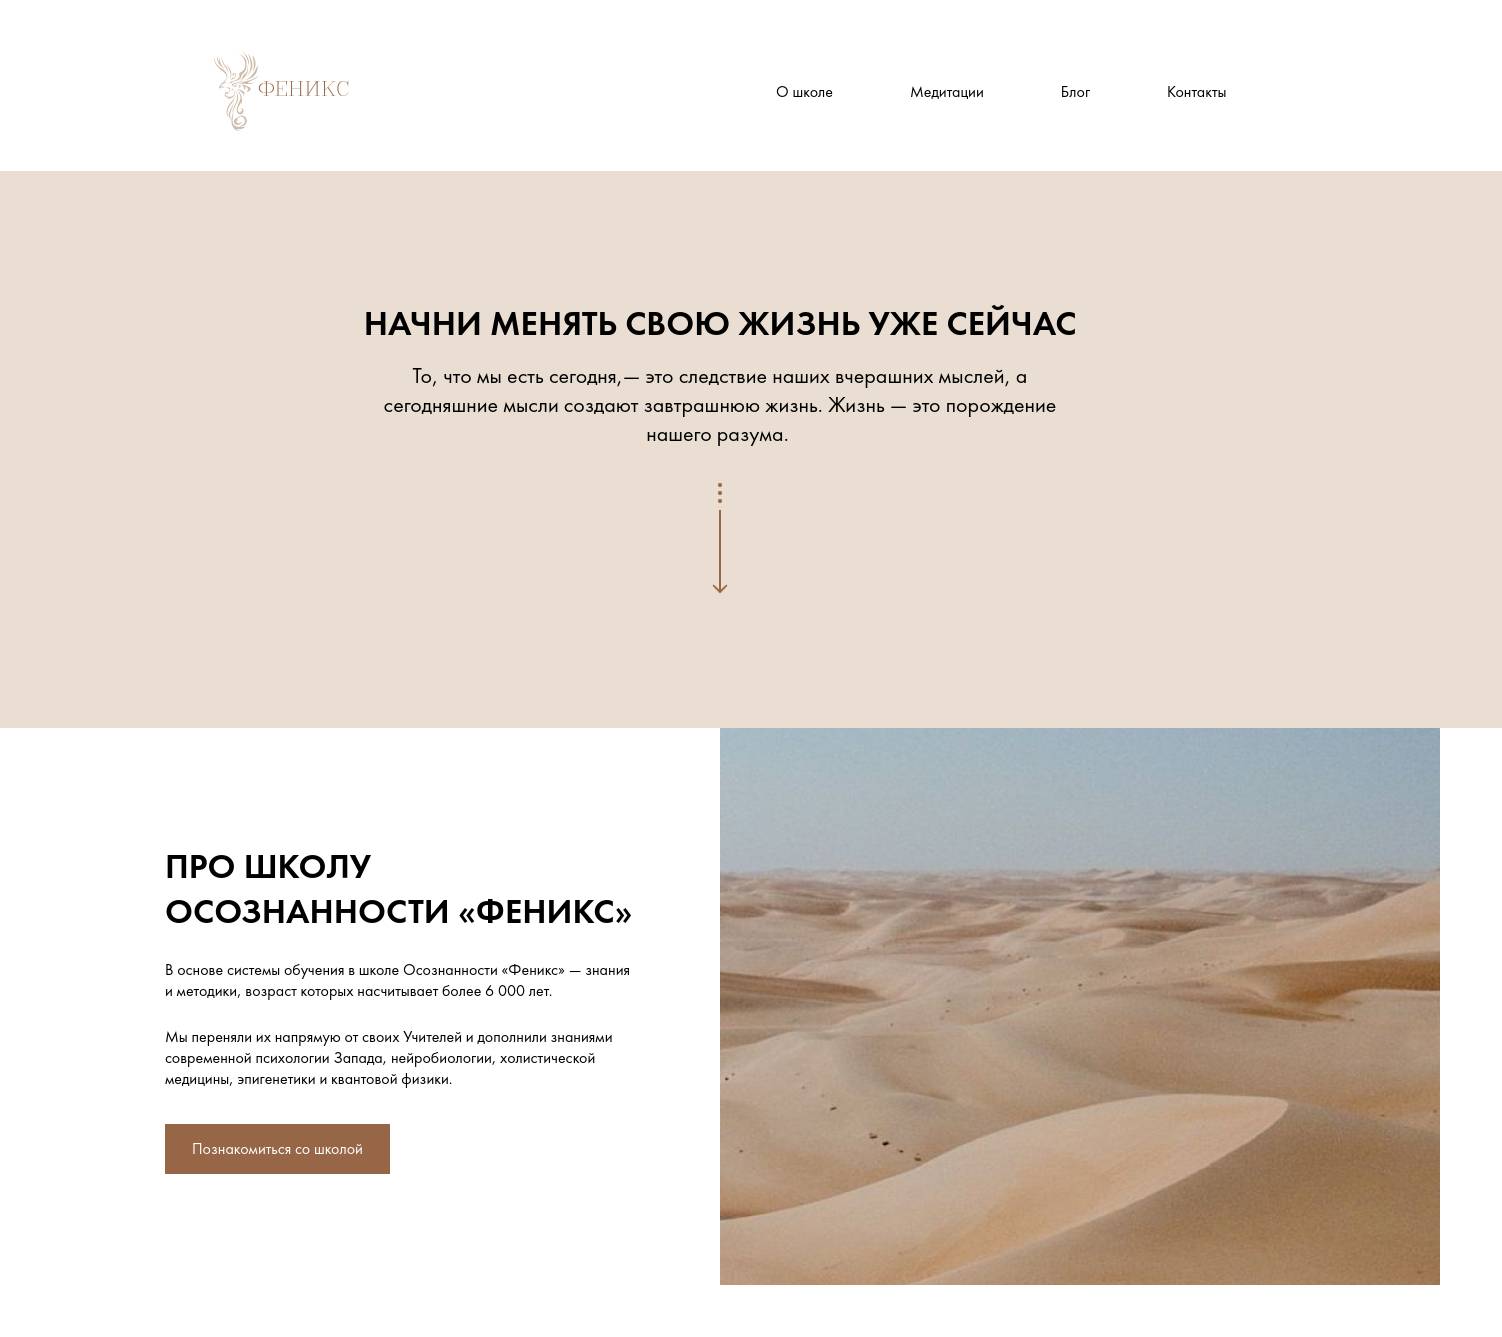 ФЕНИКС
О школе
Медитации
Блог
Контакты
НАЧНИ МЕНЯТЬ СВОЮ ЖИЗНЬ УЖЕ СЕЙЧАС
То, что мы есть сегодня,— это следствие наших вчерашних мыслей, а
сегодняшние мысли создают завтрашнюю жизнь. Жизнь — это порождение
нашего разума.
ПРО ШКОЛУ
ОСОЗНАННОСТИ «ФЕНИКС»
В основе системы обучения в школе Осознанности «Феникс» — знания
и методики, возраст которых насчитывает более 6 000 лет.
Мы переняли их напрямую от своих Учителей и дополнили знаниями
современной психологии Запада, нейробиологии, холистической
медицины, эпигенетики и квантовой физики.
Познакомиться со школой